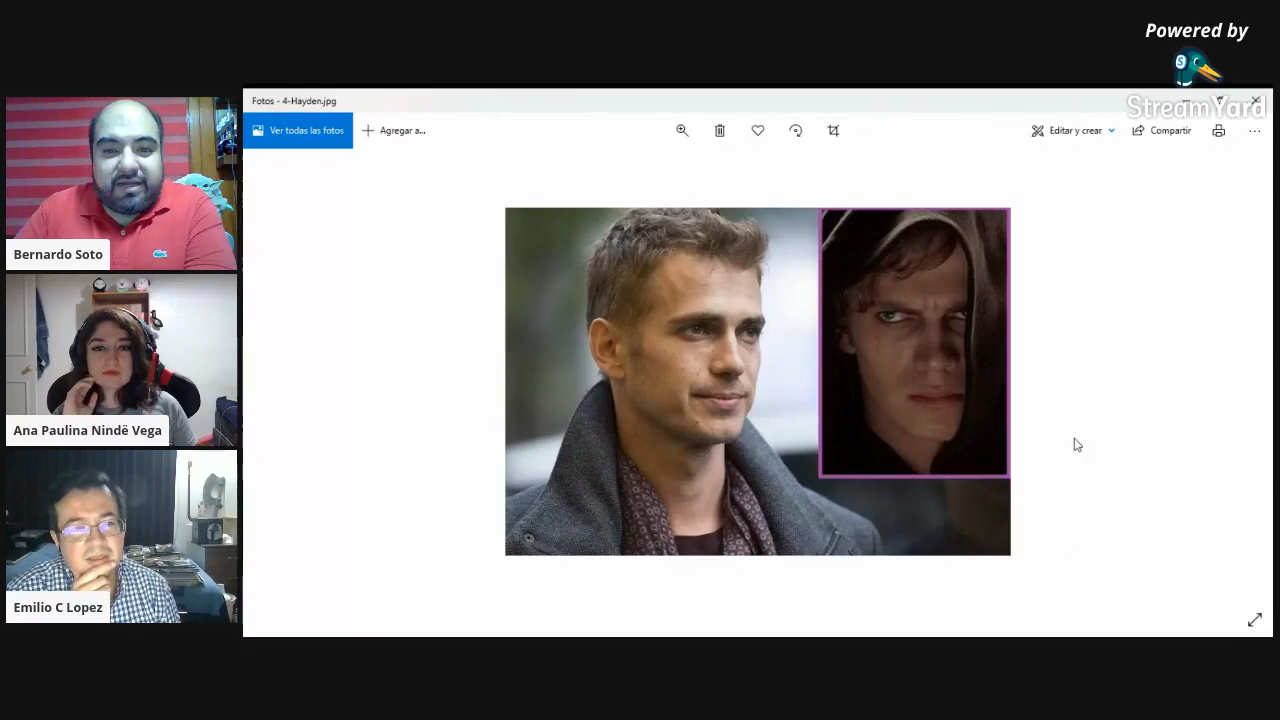 Powered by
S
StreamYard
Fotos - 4-Hayden.jpg
Ver todas las fotos
Agregar a...
Editar y crear
Compartir
Bernardo Soto
Ana Paulina Nindë Vega
Emilio C Lopez